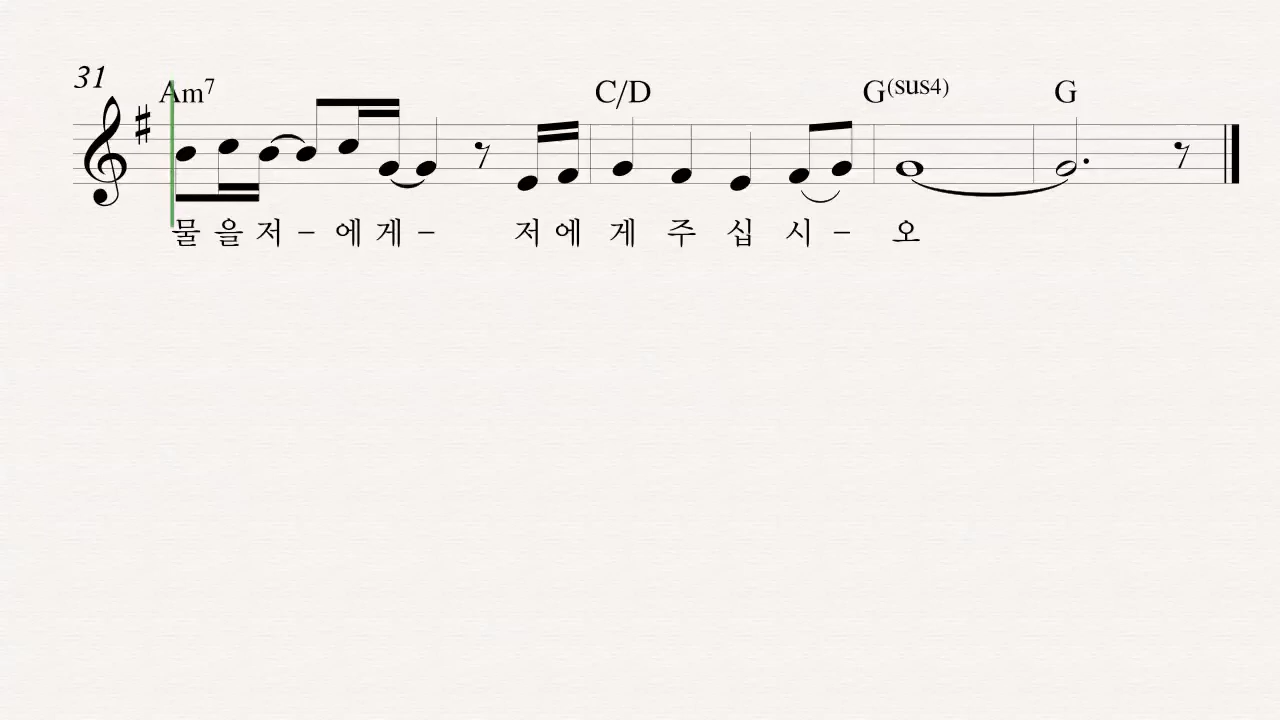 31
Am7 C/D G(sus4) G
물 을 저 – 에 게 – 저 에 게 주 십 시 – 오